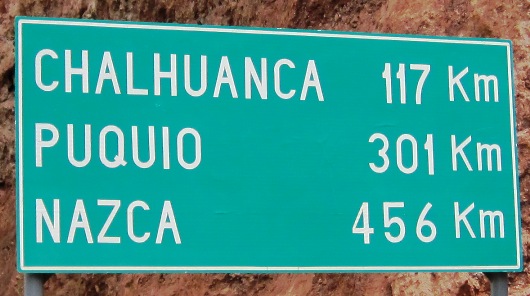 CHALHUANCA 117 Km
PUQUIO 301 Km
NAZCA 456 Km